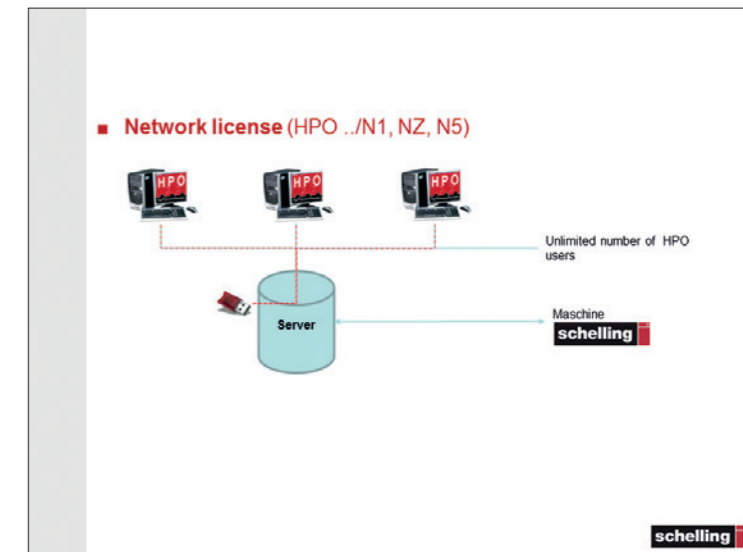 ■ Network license (HPO ../N1, NZ, N5)
HPO HPO HPO
Unlimited number of HPO
users
Server
Maschine
schelling
schelling